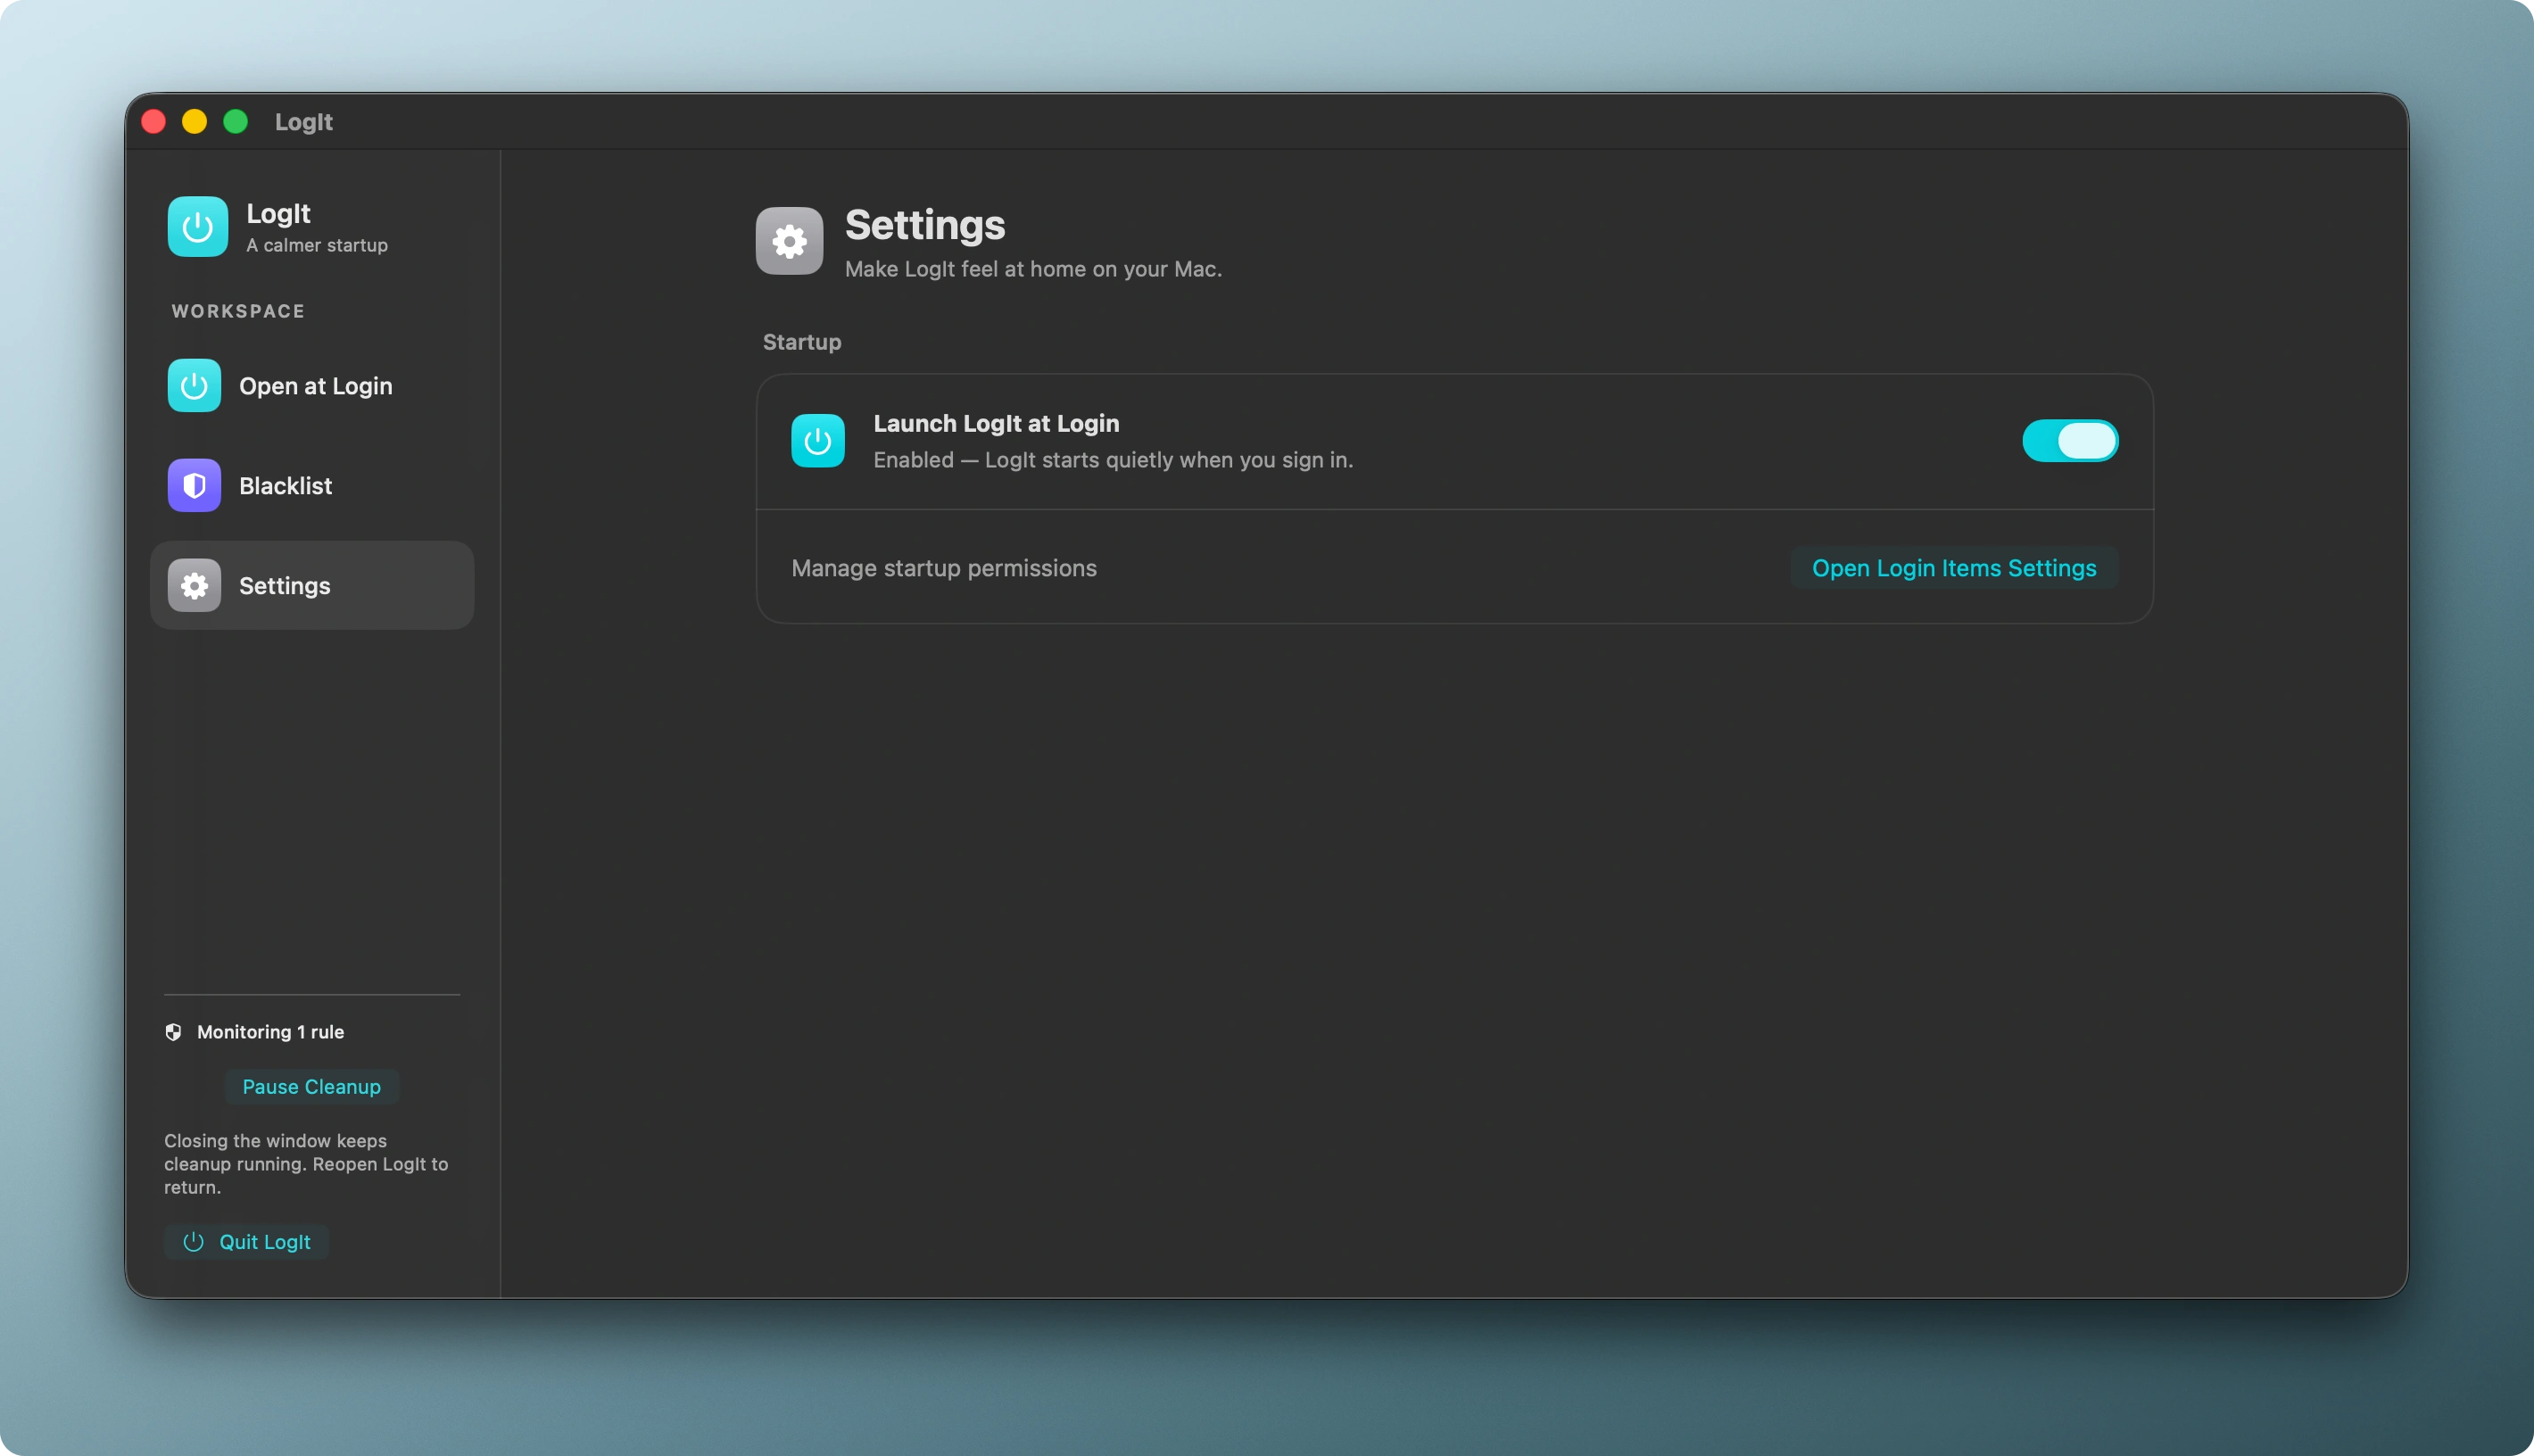 LogIt
LogIt
A calmer startup
WORKSPACE
Open at Login
Blacklist
Settings
Monitoring 1 rule
Pause Cleanup
Closing the window keeps
cleanup running. Reopen LogIt to
return.
Quit LogIt
Settings
Make LogIt feel at home on your Mac.
Startup
Launch LogIt at Login
Enabled — LogIt starts quietly when you sign in.
Manage startup permissions
Open Login Items Settings